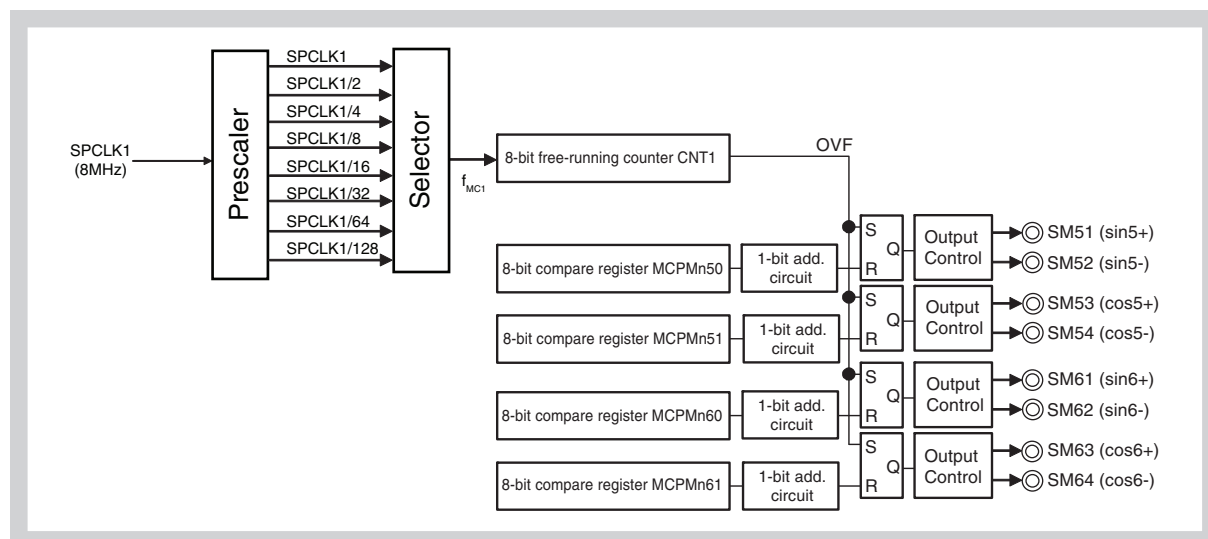 SPCLK1
(8MHz)
Prescaler
SPCLK1
SPCLK1/2
SPCLK1/4
SPCLK1/8
SPCLK1/16
SPCLK1/32
SPCLK1/64
SPCLK1/128
Selector
fMC1
8-bit free-running counter CNT1
OVF
8-bit compare register MCPMn50
1-bit add.
circuit
S
Q
R
Output
Control
SM51 (sin5+)
SM52 (sin5-)
8-bit compare register MCPMn51
1-bit add.
circuit
S
Q
R
Output
Control
SM53 (cos5+)
SM54 (cos5-)
8-bit compare register MCPMn60
1-bit add.
circuit
S
Q
R
Output
Control
SM61 (sin6+)
SM62 (sin6-)
8-bit compare register MCPMn61
1-bit add.
circuit
S
Q
R
Output
Control
SM63 (cos6+)
SM64 (cos6-)